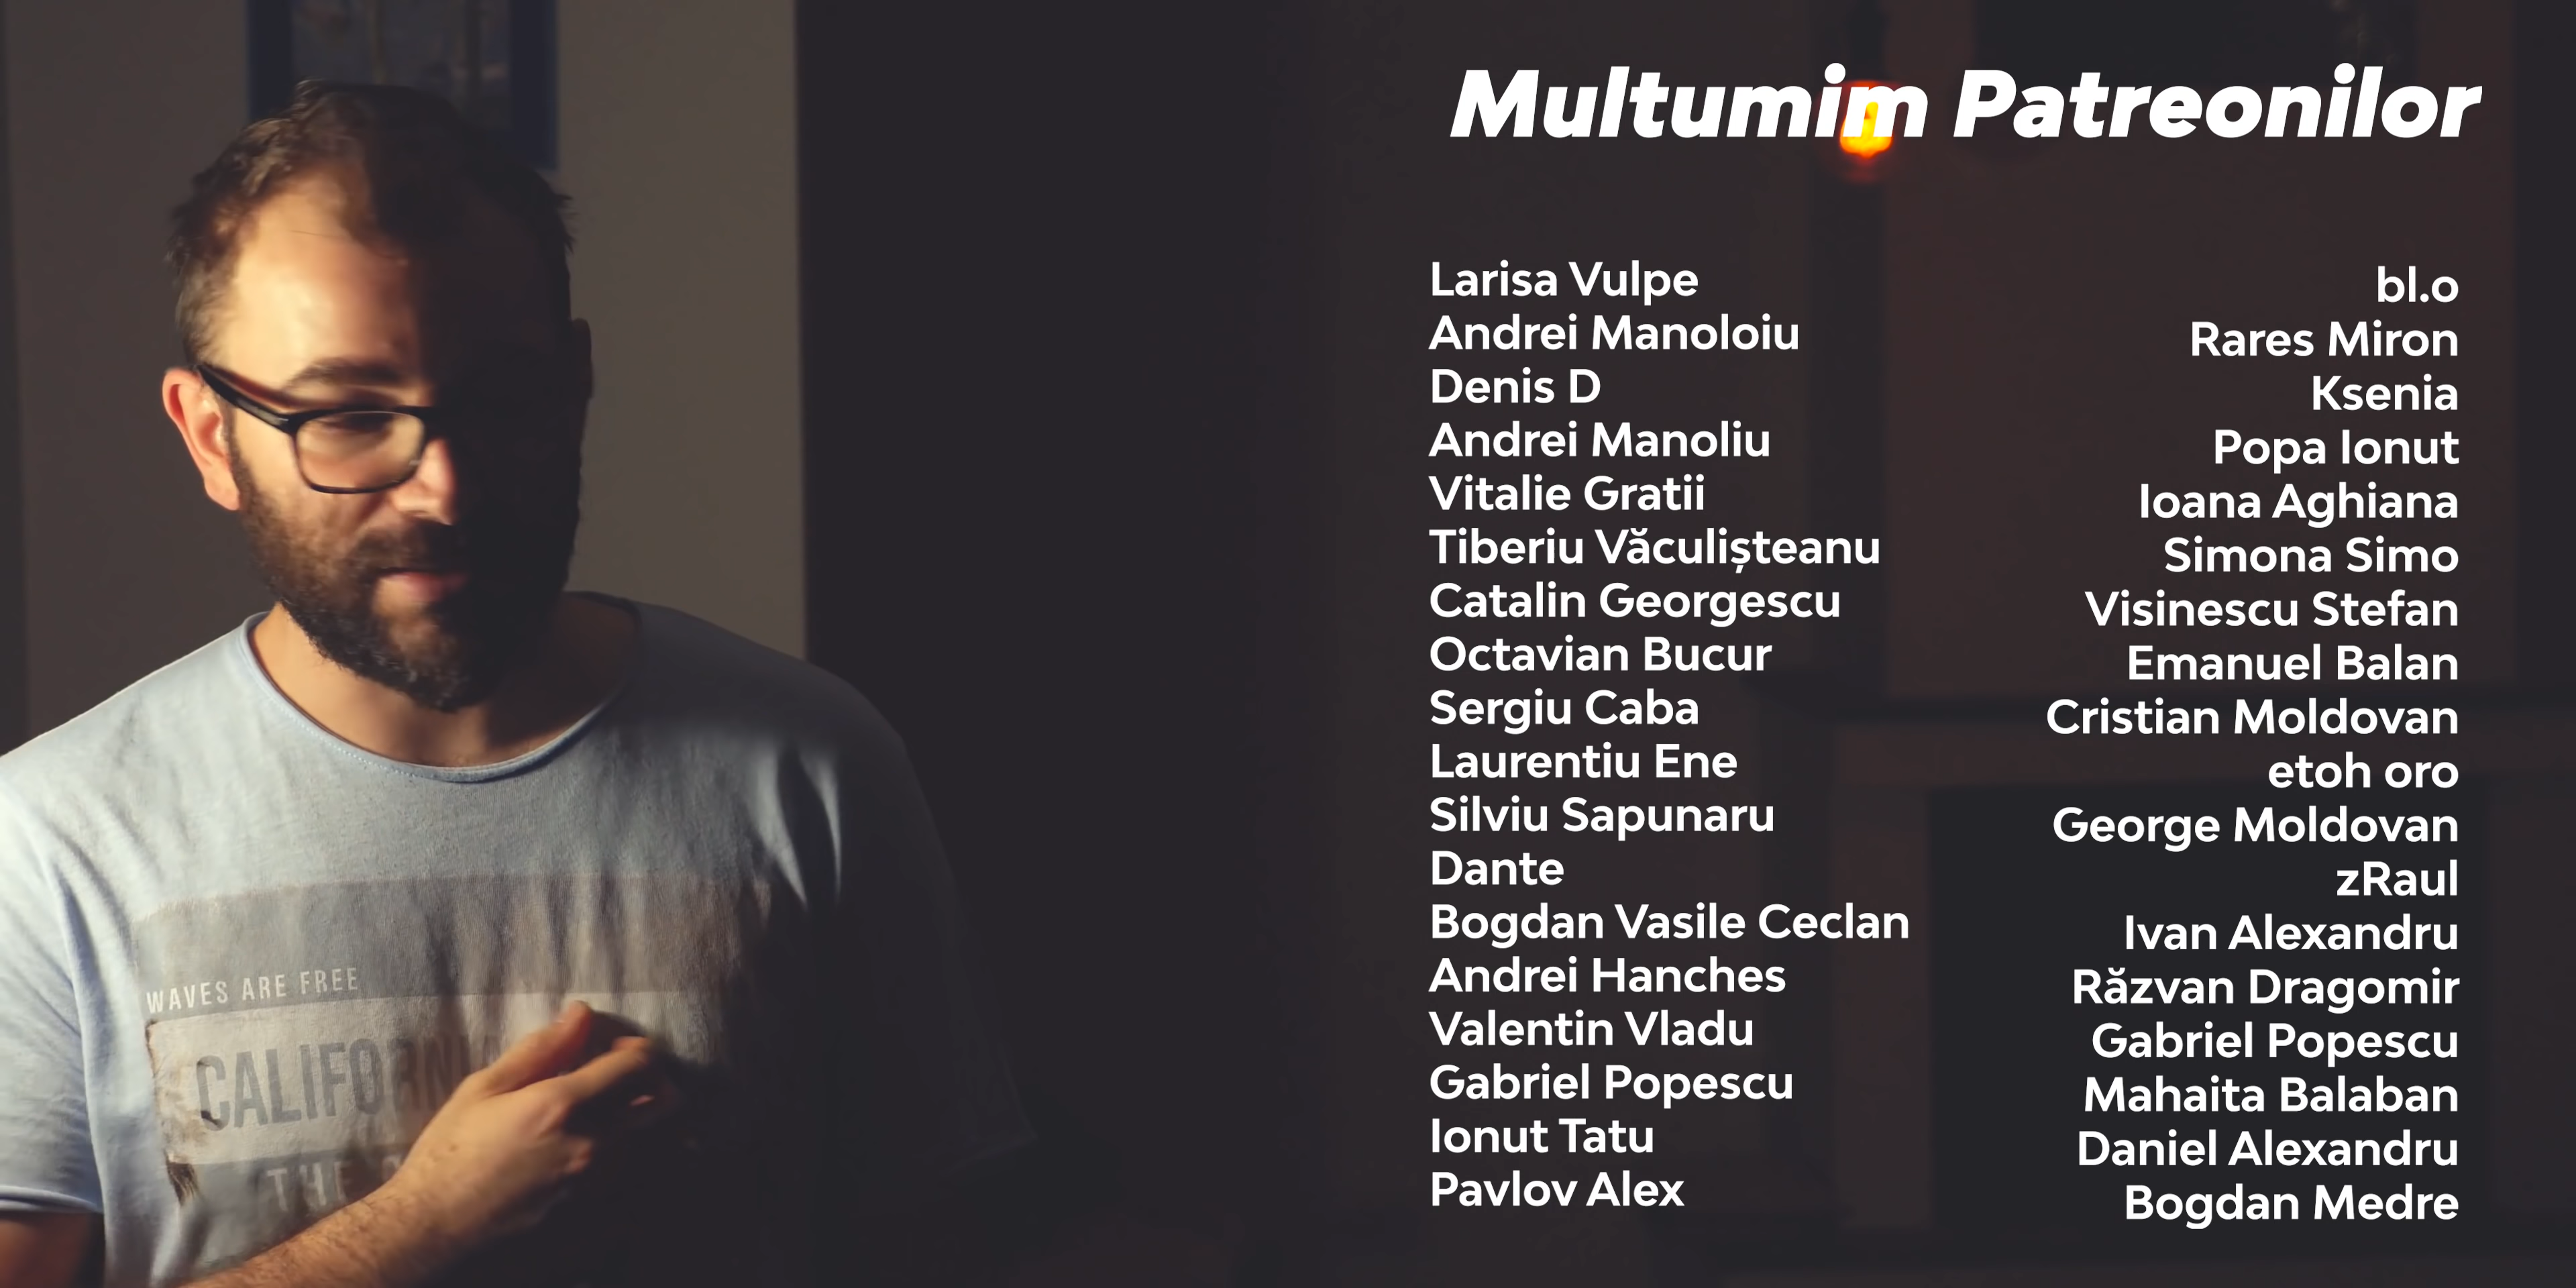 Multumim Patreonilor
Larisa Vulpe
Andrei Manoloiu
Denis D
Andrei Manoliu
Vitalie Gratii
Tiberiu Văculișteanu
Catalin Georgescu
Octavian Bucur
Sergiu Caba
Laurentiu Ene
Silviu Sapunaru
Dante
Bogdan Vasile Ceclan
Andrei Hanches
Valentin Vladu
Gabriel Popescu
Ionut Tatu
Pavlov Alex
bl.o
Rares Miron
Ksenia
Popa Ionut
Ioana Aghiana
Simona Simo
Visinescu Stefan
Emanuel Balan
Cristian Moldovan
etoh oro
George Moldovan
zRaul
Ivan Alexandru
Răzvan Dragomir
Gabriel Popescu
Mahaita Balaban
Daniel Alexandru
Bogdan Medre
WAVES ARE FREE
CALIFORN
THE